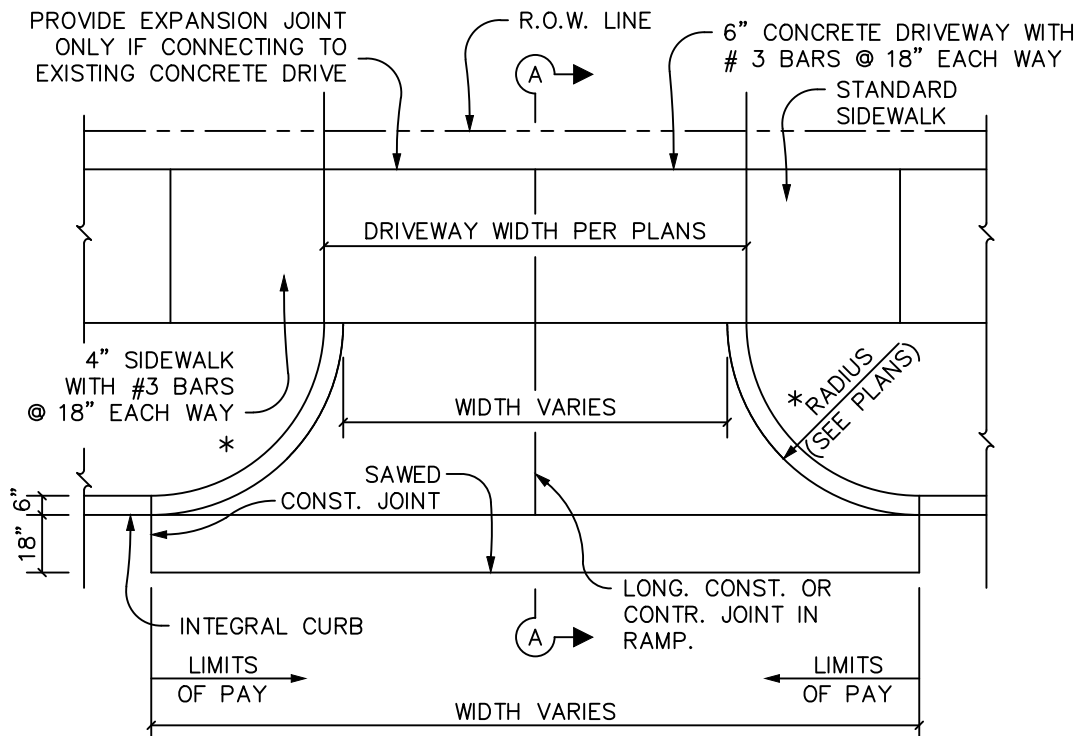 PROVIDE EXPANSION JOINT
ONLY IF CONNECTING TO
EXISTING CONCRETE DRIVE
R.O.W. LINE
A
6" CONCRETE DRIVEWAY WITH
# 3 BARS @ 18" EACH WAY
STANDARD
SIDEWALK
DRIVEWAY WIDTH PER PLANS
4" SIDEWALK
WITH #3 BARS
@ 18" EACH WAY
*
WIDTH VARIES
* RADIUS
(SEE PLANS)
SAWED
CONST. JOINT
6"
18"
INTEGRAL CURB
A
LONG. CONST. OR
CONTR. JOINT IN
RAMP.
LIMITS
OF PAY
LIMITS
OF PAY
WIDTH VARIES